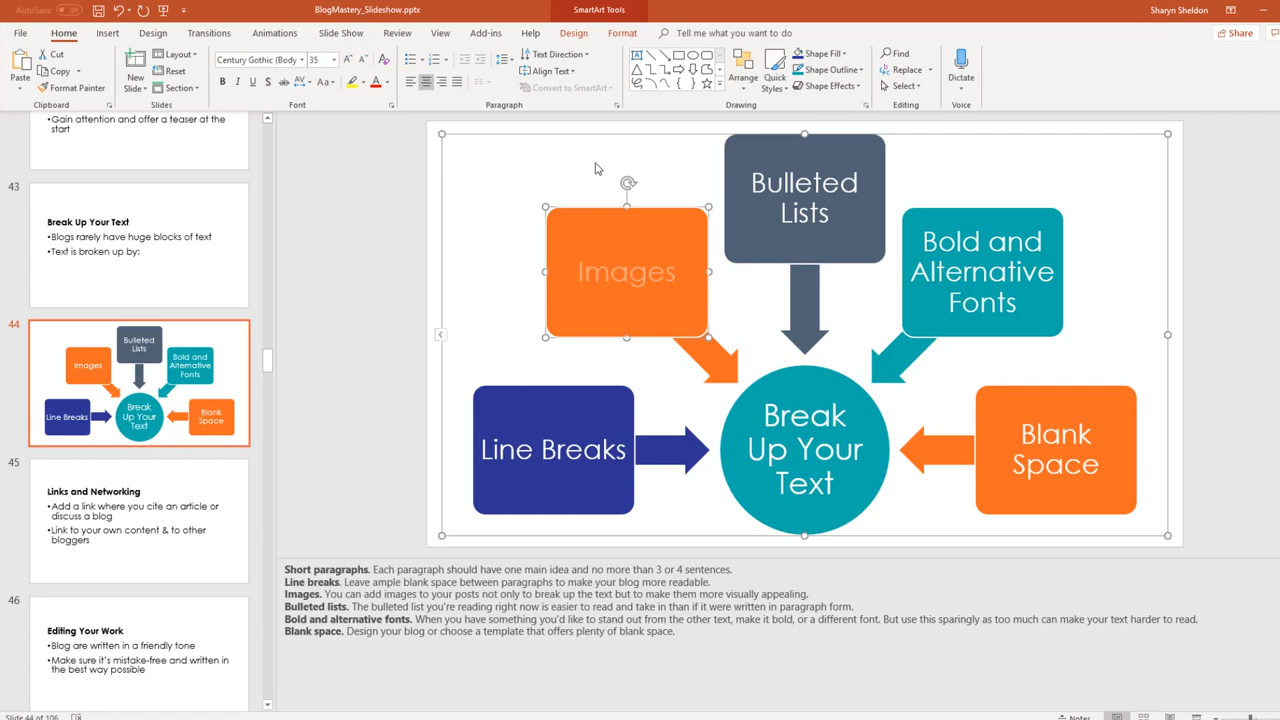 AutoSave
Off
BlogMastery_Slideshow.pptx
SmartArt Tools
Sharyn Sheldon
File
Home
Insert
Design
Transitions
Animations
Slide Show
Review
View
Add-ins
Help
Design
Format
Tell me what you want to do
Share
Paste
Cut
Copy
Format Painter
Clipboard
New
Slide
Layout
Reset
Section
Slides
Century Gothic (Body)
35
B I U S ab AV Aa A
Font
Text Direction
Align Text
Convert to SmartArt
Paragraph
Arrange
Quick
Styles
Shape Fill
Shape Outline
Shape Effects
Drawing
Find
Replace
Select
Editing
Dictate
Voice
•Gain attention and offer a teaser at the
start
43
Break Up Your Text
•Blogs rarely have huge blocks of text
•Text is broken up by:
44
Bulleted
Lists
Images
Bold and
Alternative
Fonts
Line Breaks
Break
Up Your
Text
Blank
Space
45
Links and Networking
•Add a link where you cite an article or
discuss a blog
•Link to your own content & to other
bloggers
46
Editing Your Work
•Blog are written in a friendly tone
•Make sure it's mistake-free and written in
the best way possible
Bulleted
Lists
Images
Bold and
Alternative
Fonts
Line Breaks
Break
Up Your
Text
Blank
Space
Short paragraphs. Each paragraph should have one main idea and no more than 3 or 4 sentences.
Line breaks. Leave ample blank space between paragraphs to make your blog more readable.
Images. You can add images to your posts not only to break up the text but to make them more visually appealing.
Bulleted lists. The bulleted list you're reading right now is easier to read and take in than if it were written in paragraph form.
Bold and alternative fonts. When you have something you'd like to stand out from the other text, make it bold, or a different font. But use this sparingly as too much can make your text harder to read.
Blank space. Design your blog or choose a template that offers plenty of blank space.
Slide 44 of 106
Notes